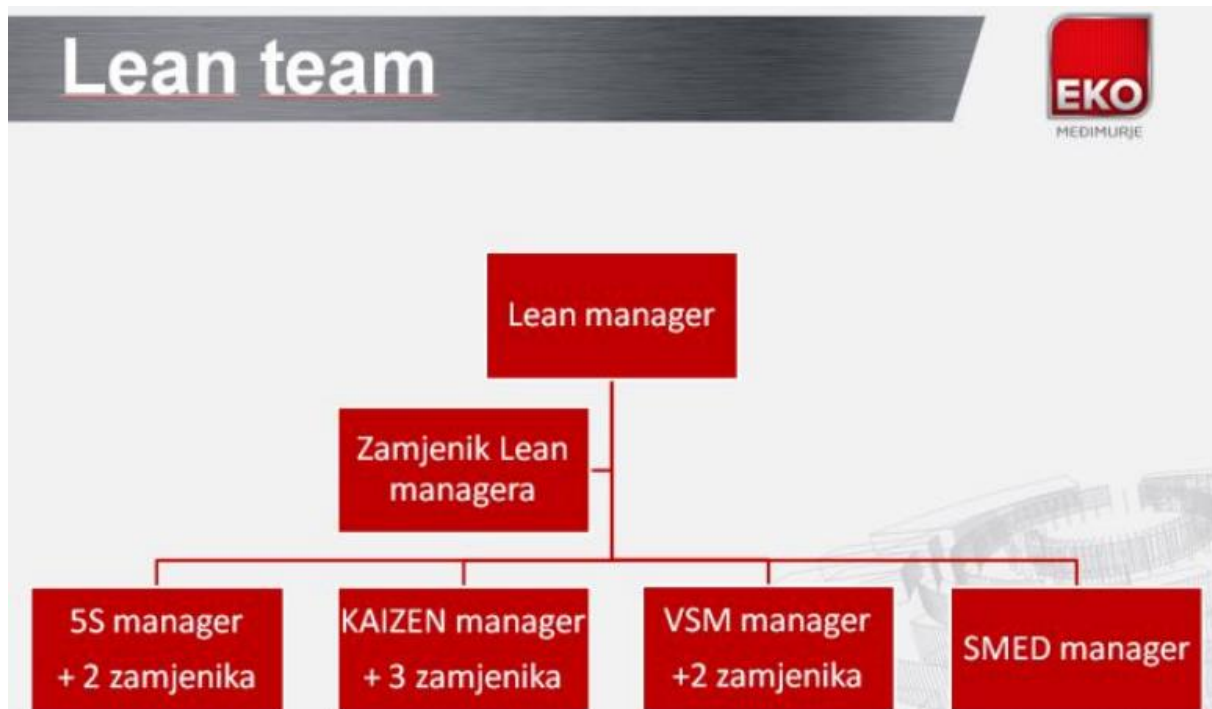 Lean team
EKO
MEĐIMURJE
Lean manager
Zamjenik Lean
managera
5S manager
+ 2 zamjenika
KAIZEN manager
+ 3 zamjenika
VSM manager
+2 zamjenika
SMED manager